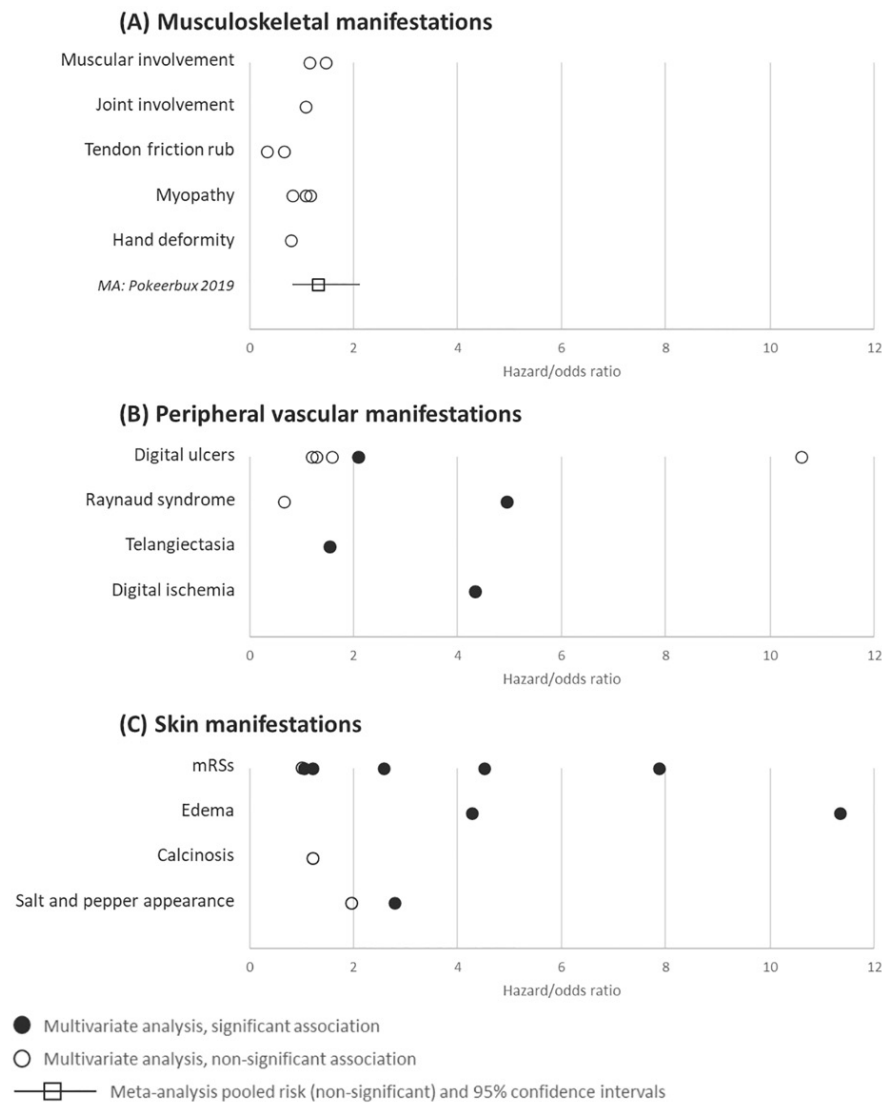 (A) Musculoskeletal manifestations
Muscular involvement
Joint involvement
Tendon friction rub
Myopathy
Hand deformity
MA: Pokeerbux 2019
0 2 4 6 8 10 12
Hazard/odds ratio
(B) Peripheral vascular manifestations
Digital ulcers
Raynaud syndrome
Telangiectasia
Digital ischemia
0 2 4 6 8 10 12
Hazard/odds ratio
(C) Skin manifestations
mRSs
Edema
Calcinosis
Salt and pepper appearance
0 2 4 6 8 10 12
Hazard/odds ratio
Multivariate analysis, significant association
Multivariate analysis, non-significant association
Meta-analysis pooled risk (non-significant) and 95% confidence intervals